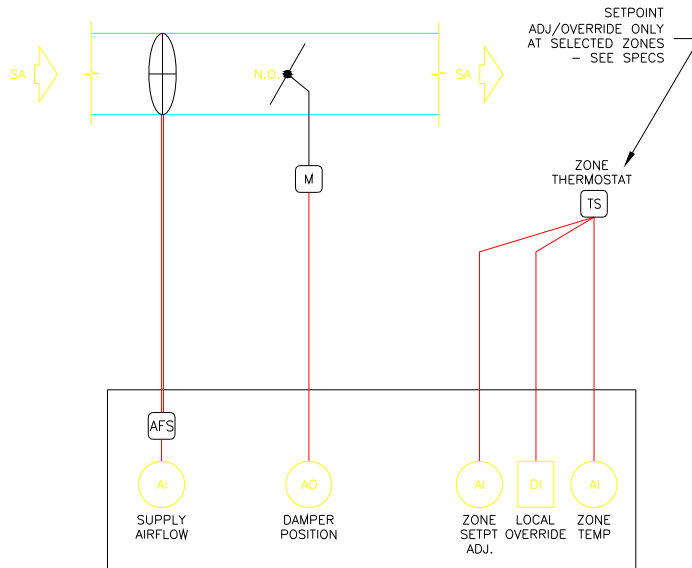 SETPOINT
ADJ/OVERRIDE ONLY
AT SELECTED ZONES
- SEE SPECS
SA
N.O.
SA
ZONE
THERMOSTAT
M
TS
AFS
AI
AO
AI
DI
AI
SUPPLY
AIRFLOW
DAMPER
POSITION
ZONE
SETPT
ADJ.
LOCAL
OVERRIDE
ZONE
TEMP